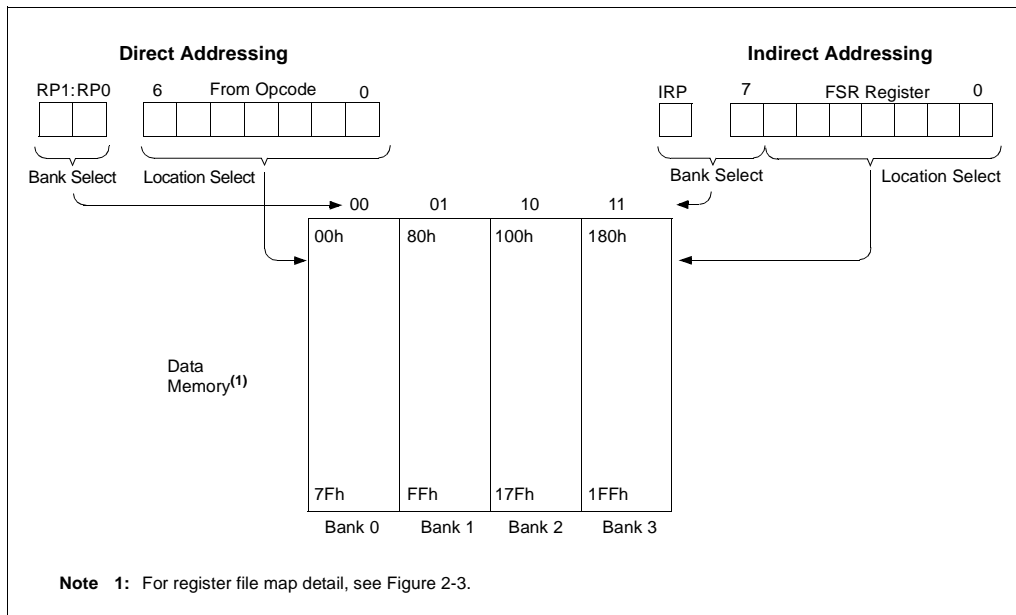 Direct Addressing
Indirect Addressing
RP1:RP0 6 From Opcode 0
IRP 7 FSR Register 0
Bank Select Location Select
Bank Select Location Select
00 01 10 11
00h 80h 100h 180h
Data
Memory(1)
7Fh FFh 17Fh 1FFh
Bank 0 Bank 1 Bank 2 Bank 3
Note 1: For register file map detail, see Figure 2-3.